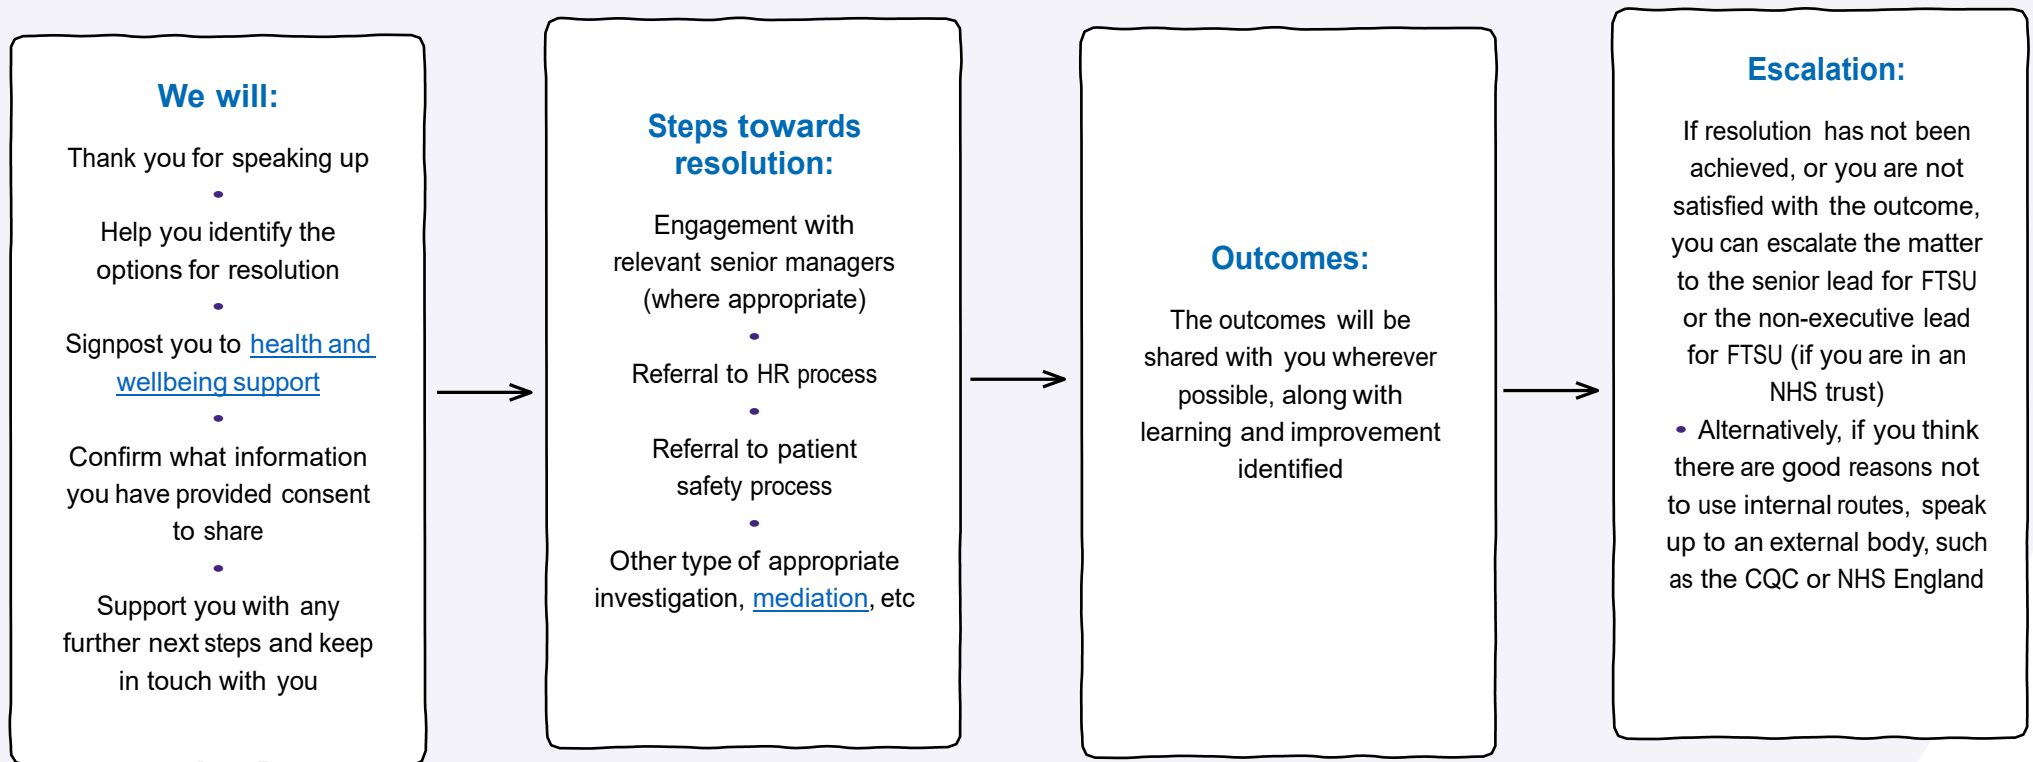 We will:
Thank you for speaking up
•
Help you identify the
options for resolution
•
Signpost you to health and
wellbeing support
•
Confirm what information
you have provided consent
to share
•
Support you with any
further next steps and keep
in touch with you
Steps towards
resolution:
Engagement with
relevant senior managers
(where appropriate)
•
Referral to HR process
•
Referral to patient
safety process
•
Other type of appropriate
investigation, mediation, etc
Outcomes:
The outcomes will be
shared with you wherever
possible, along with
learning and improvement
identified
Escalation:
If resolution has not been
achieved, or you are not
satisfied with the outcome,
you can escalate the matter
to the senior lead for FTSU
or the non-executive lead
for FTSU (if you are in an
NHS trust)
• Alternatively, if you think
there are good reasons not
to use internal routes, speak
up to an external body, such
as the CQC or NHS England